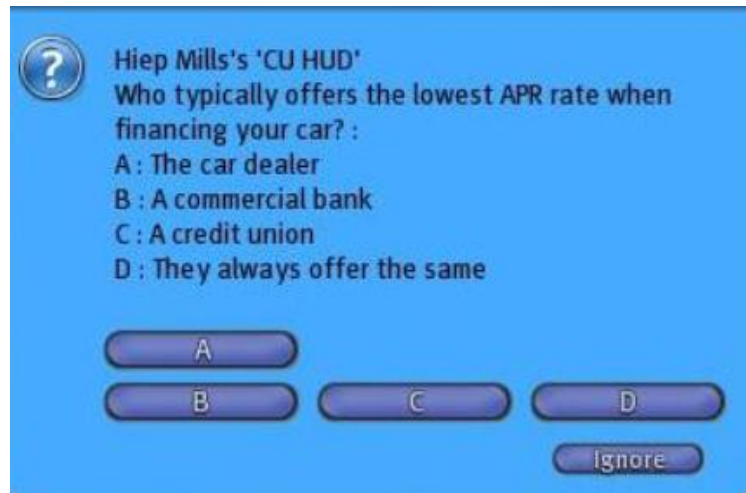 ?
Hiep Mills's 'CU HUD'
Who typically offers the lowest APR rate when
financing your car? :
A : The car dealer
B : A commercial bank
C : A credit union
D : They always offer the same
A
B C D
Ignore